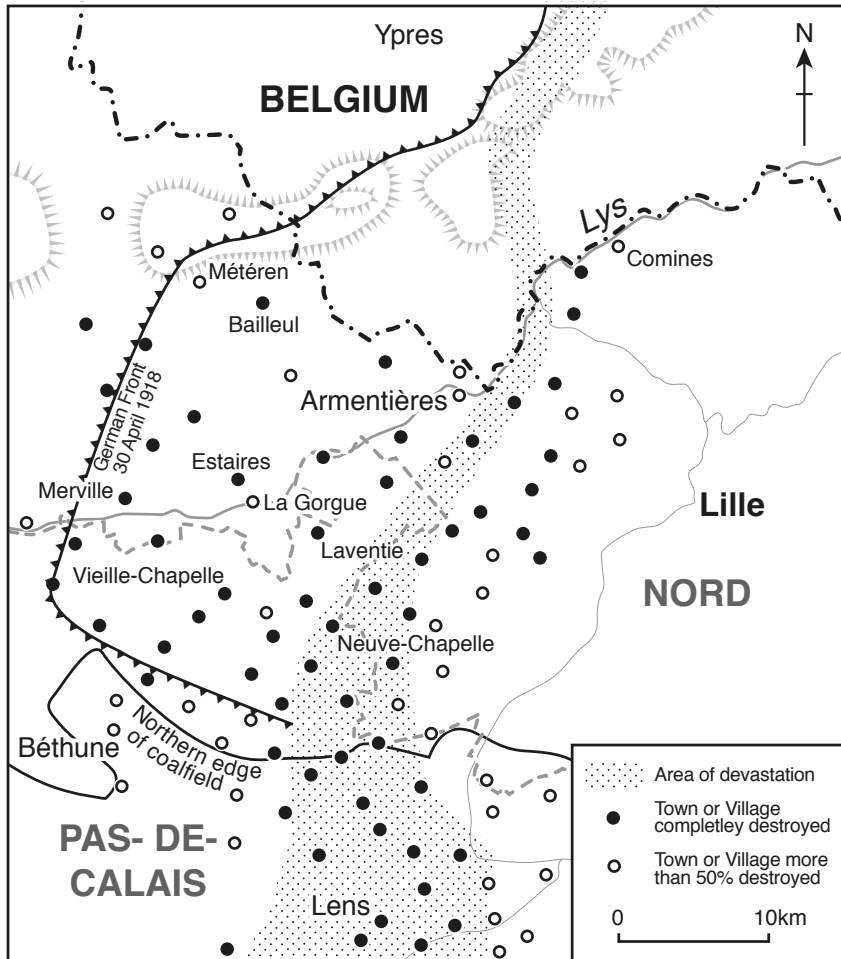 Ypres
N
BELGIUM
Lys
Comines
Météren
Bailleul
Armentières
German Front
30 April 1918
Estaires
Merville
La Gorgue
Lille
Laventie
Vieille-Chapelle
NORD
Neuve-Chapelle
Northern edge
of coalfield
Béthune
PAS- DE-
CALAIS
Lens
Area of devastation
Town or Village
completley destroyed
Town or Village more
than 50% destroyed
0 10km